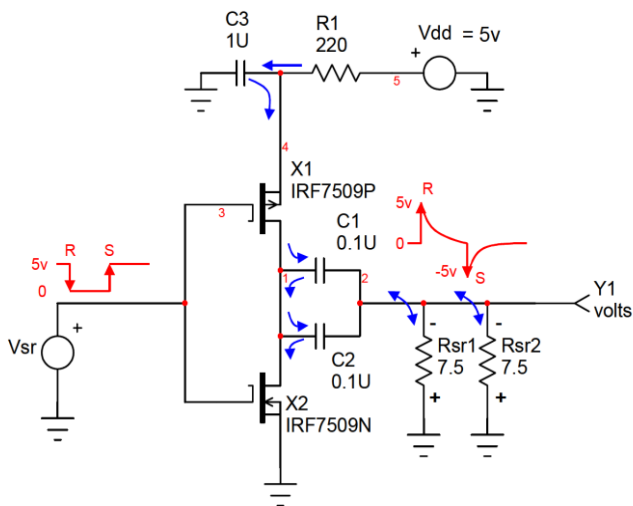 C3
1U
R1
220
+
Vdd = 5v
5
4
X1
IRF7509P
3
C1
0.1U
5v
R
0
-5v
S
5v
R
S
0
1
2
Y1
volts
+
Vsr
C2
0.1U
-
Rsr1
7.5
+
-
Rsr2
7.5
+
X2
IRF7509N